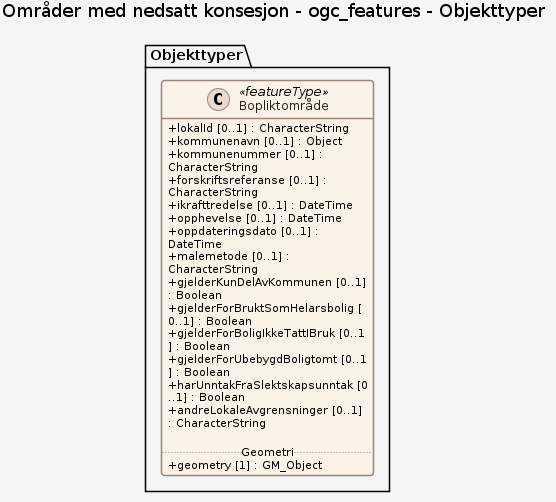 Områder med nedsatt konsesjon - ogc_features - Objekttyper
Objekttyper
C
«featureType»
Bopliktområde
+lokalId [0..1] : CharacterString
+kommunenavn [0..1] : Object
+kommunenummer [0..1] :
CharacterString
+forskriftsreferanse [0..1] :
CharacterString
+ikrafttredelse [0..1] : DateTime
+opphevelse [0..1] : DateTime
+oppdateringsdato [0..1] :
DateTime
+malemetode [0..1] :
CharacterString
+gjelderKunDelAvKommunen [0..1]
: Boolean
+gjelderForBruktSomHelarsbolig [
0..1] : Boolean
+gjelderForBoligIkkeTattIBruk [0..1
] : Boolean
+gjelderForUbebygdBoligtomt [0..1
] : Boolean
+harUnntakFraSlektskapsunntak [0
..1] : Boolean
+andreLokaleAvgrensninger [0..1]
: CharacterString
Geometri
+geometry [1] : GM_Object